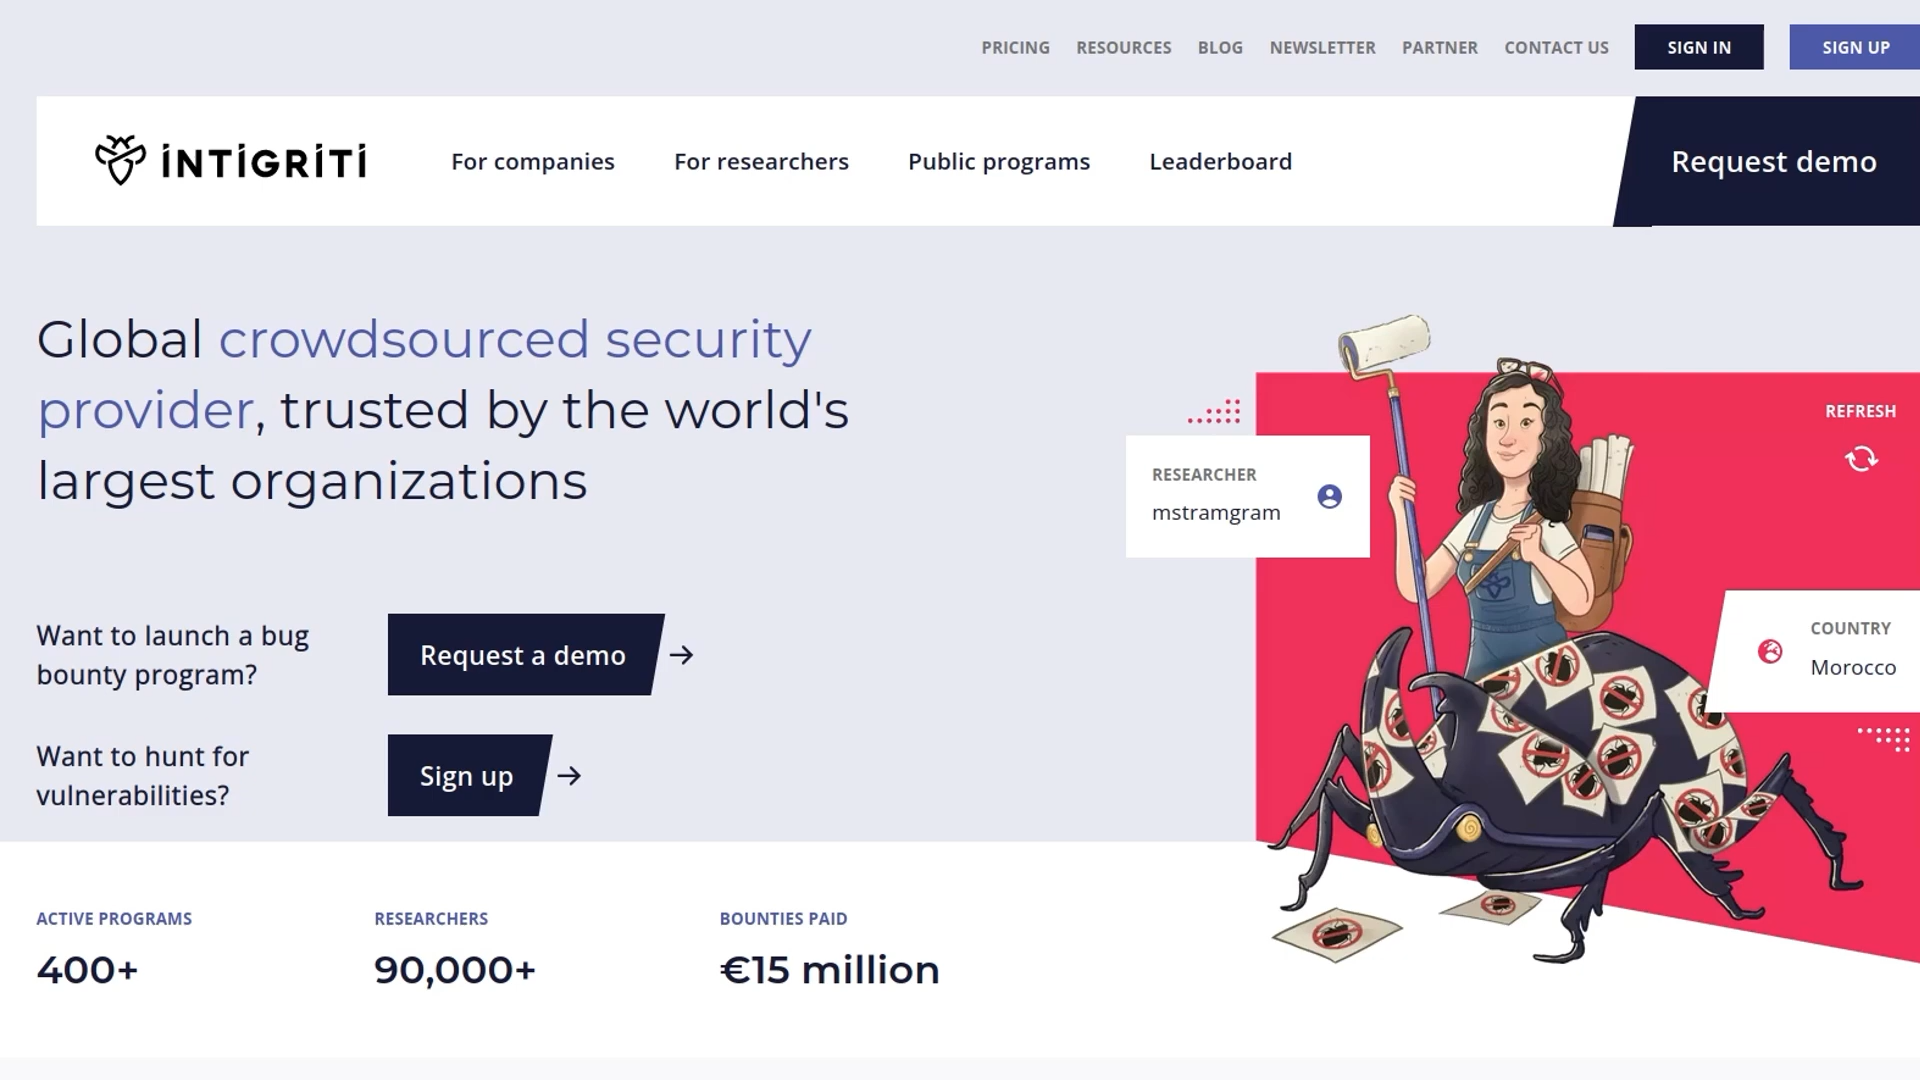 PRICING RESOURCES BLOG NEWSLETTER PARTNER CONTACT US SIGN IN SIGN UP
INTIGRITI For companies For researchers Public programs Leaderboard Request demo
Global crowdsourced security
provider, trusted by the world's
largest organizations
REFRESH
RESEARCHER
mstramgram
COUNTRY
Morocco
Want to launch a bug
bounty program?
Request a demo
Want to hunt for
vulnerabilities?
Sign up
ACTIVE PROGRAMS
400+
RESEARCHERS
90,000+
BOUNTIES PAID
€15 million